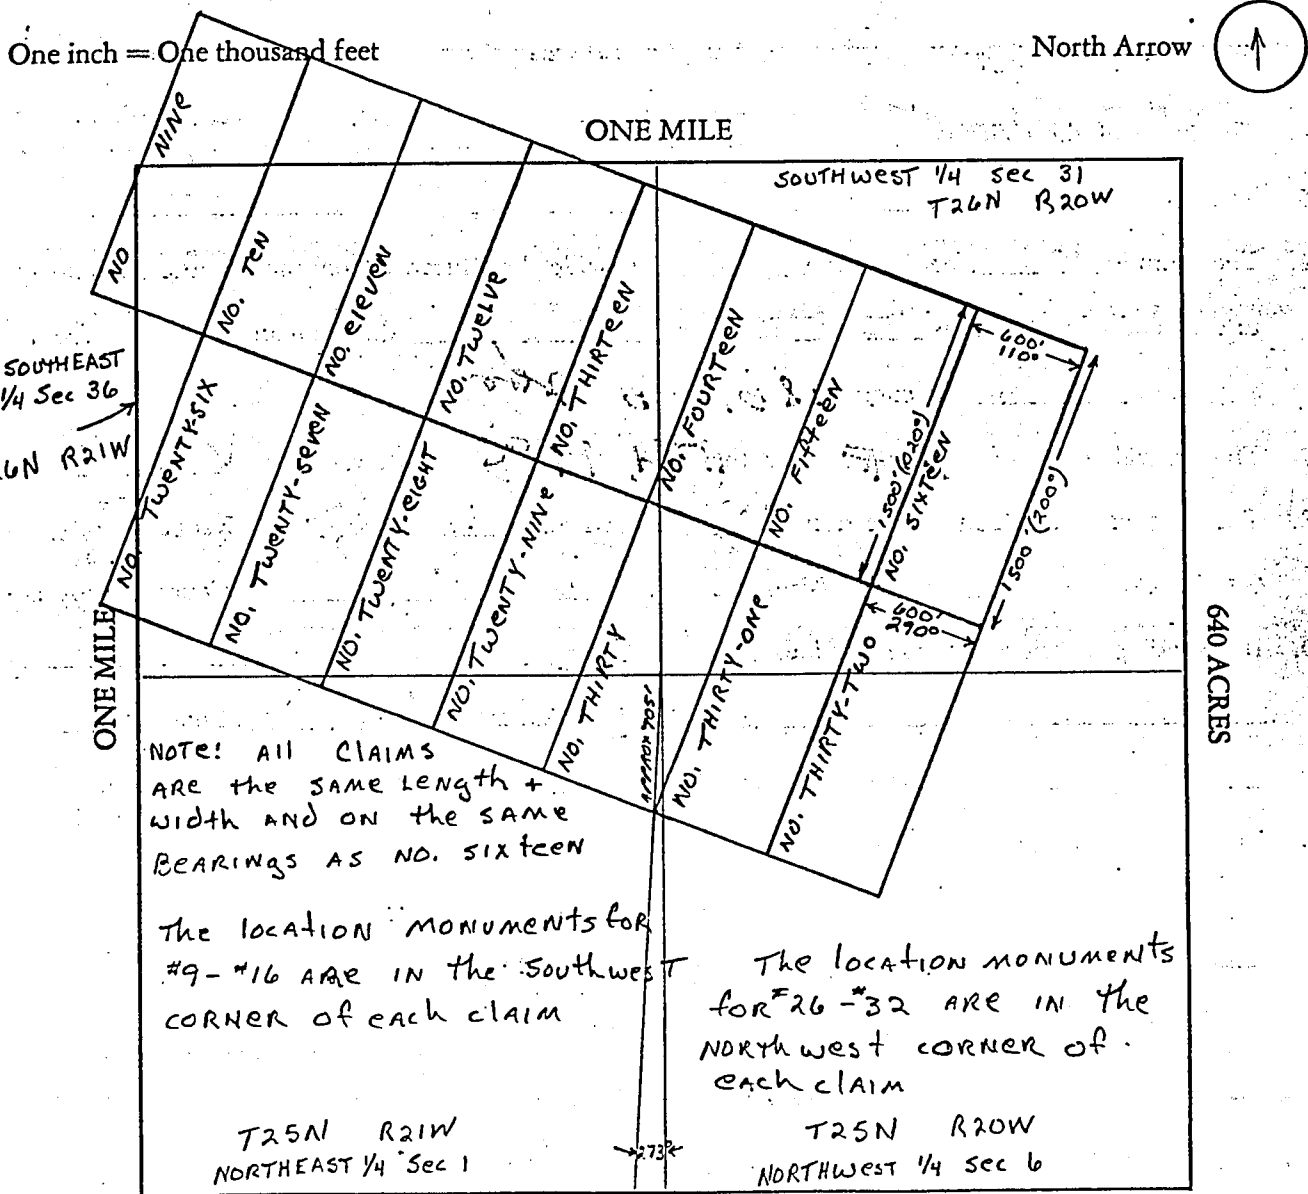 One inch = One thousand feet
North Arrow
ONE MILE
SOUTHWEST 1/4 Sec 31
T26N R20W
NO NINE
NO. TEN
NO. eleven
NO. TWELVE
NO. THIRTEEN
NO. FOURTEEN
NO. Fifteen
NO. SIXTEEN
600'
110°
1500' (020°)
1500' (200°)
SOUTHEAST
1/4 Sec 36
6N R21W
NO. TWENTY-SIX
NO. TWENTY-SEVEN
NO. TWENTY-EIGHT
NO. TWENTY-NINE
NO. THIRTY
NO. THIRTY-ONE
NO. THIRTY-TWO
600'
290°
ONE MILE
640 ACRES
APPROX 705'
NOTE! All CLAIMS
ARE the SAME LENgth +
width AND ON the SAME
BEARINgs AS NO. SIXteen
The locATION MONUMENTS foR
#9-#16 ARE IN the Southwest
CORNER of eAch clAIM
The locATION MONUMENTS
foR #26-#32 ARE IN The
NORthwest CORNER of
eAch clAIM
T25N R21W
NORTHEAST 1/4 Sec 1
273'
T25N R20W
NORTHWEST 1/4 Sec 6